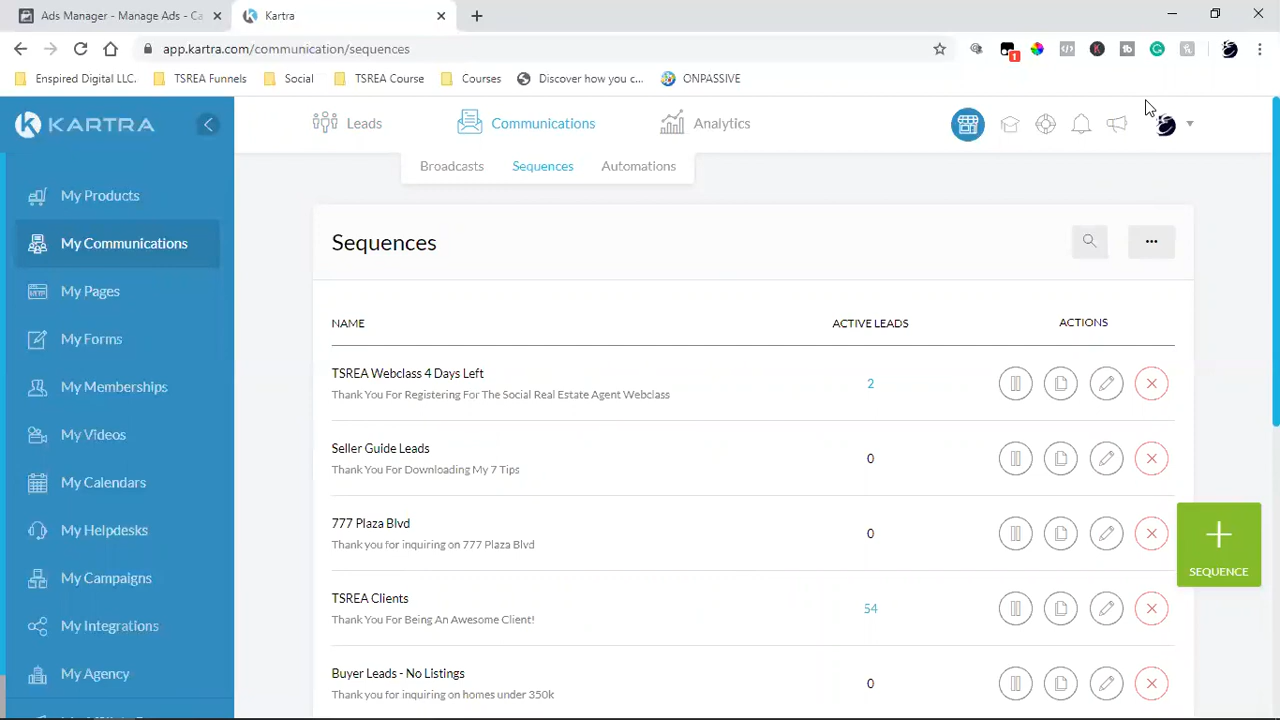 Ads Manager - Manage Ads - Ca
Kartra
app.kartra.com/communication/sequences
1
Enspired Digital LLC.
TSREA Funnels
Social
TSREA Course
Courses
Discover how you c...
ONPASSIVE
KARTRA
Leads
Communications
Analytics
Broadcasts
Sequences
Automations
My Products
My Communications
My Pages
My Forms
My Memberships
My Videos
My Calendars
My Helpdesks
My Campaigns
My Integrations
My Agency
Sequences
NAME
ACTIVE LEADS
ACTIONS
TSREA Webclass 4 Days Left
Thank You For Registering For The Social Real Estate Agent Webclass
2
Seller Guide Leads
Thank You For Downloading My 7 Tips
0
777 Plaza Blvd
Thank you for inquiring on 777 Plaza Blvd
0
TSREA Clients
Thank You For Being An Awesome Client!
54
Buyer Leads - No Listings
Thank you for inquiring on homes under 350k
0
SEQUENCE